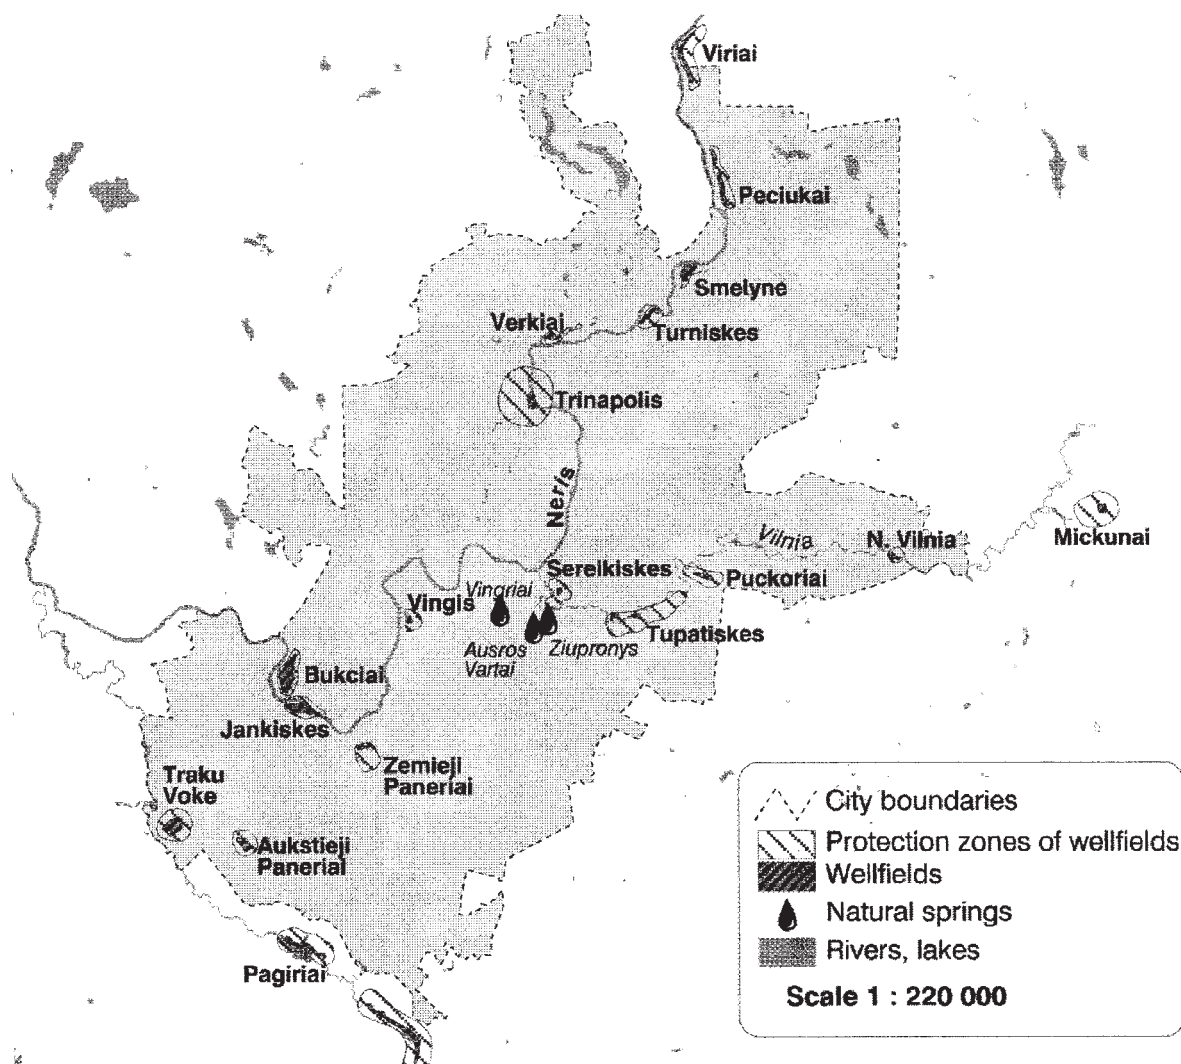 Viriai
Peciukai
Smelyne
Verkiai
Turniskes
Trinapolis
Neris
Vilnia
N. Vilnia
Mickunai
Sereikiskes
Puckoriai
Vingriai
Vingis
Tupatiskes
Ausros
Vartai
Ziupronys
Bukciai
Jankiskes
Zemieji
Paneriai
Traku
Voke
Aukstieji
Paneriai
Pagiriai
City boundaries
Protection zones of wellfields
Wellfields
Natural springs
Rivers, lakes
Scale 1 : 220 000